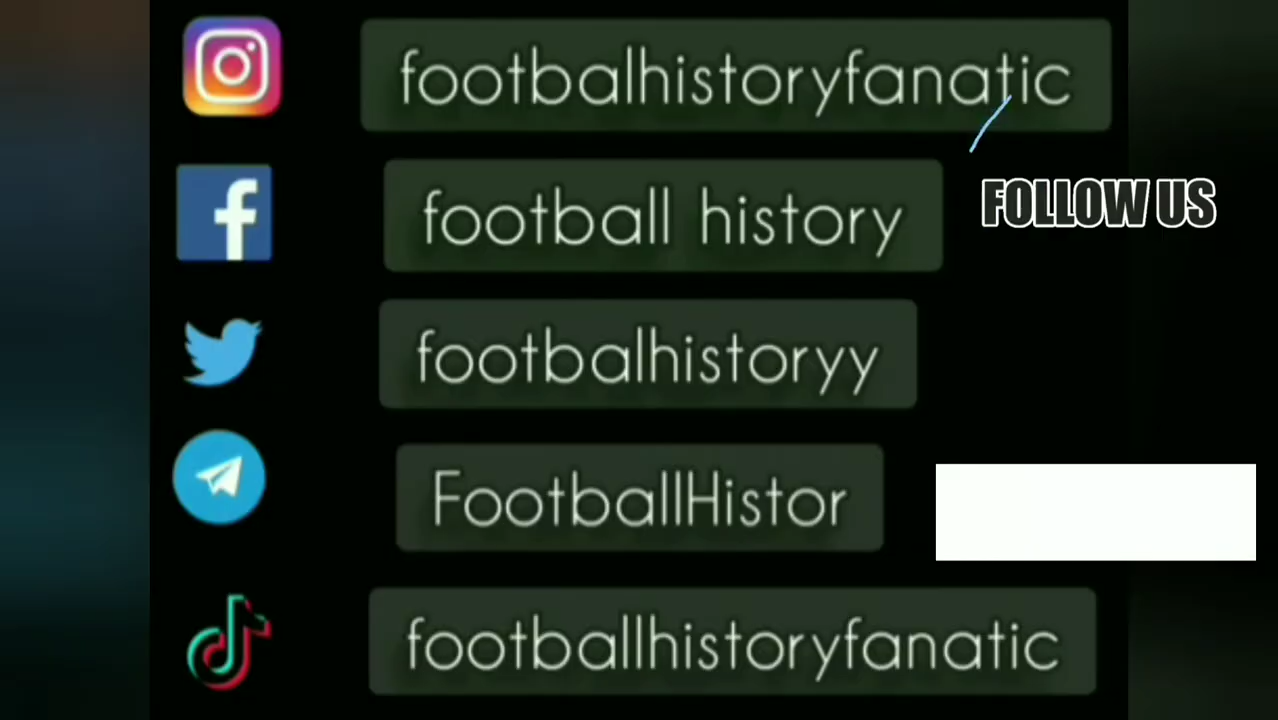 footbalhistoryfanatic
football history
FOLLOW US
footbalhistoryy
FootballHistor
footballhistoryfanatic